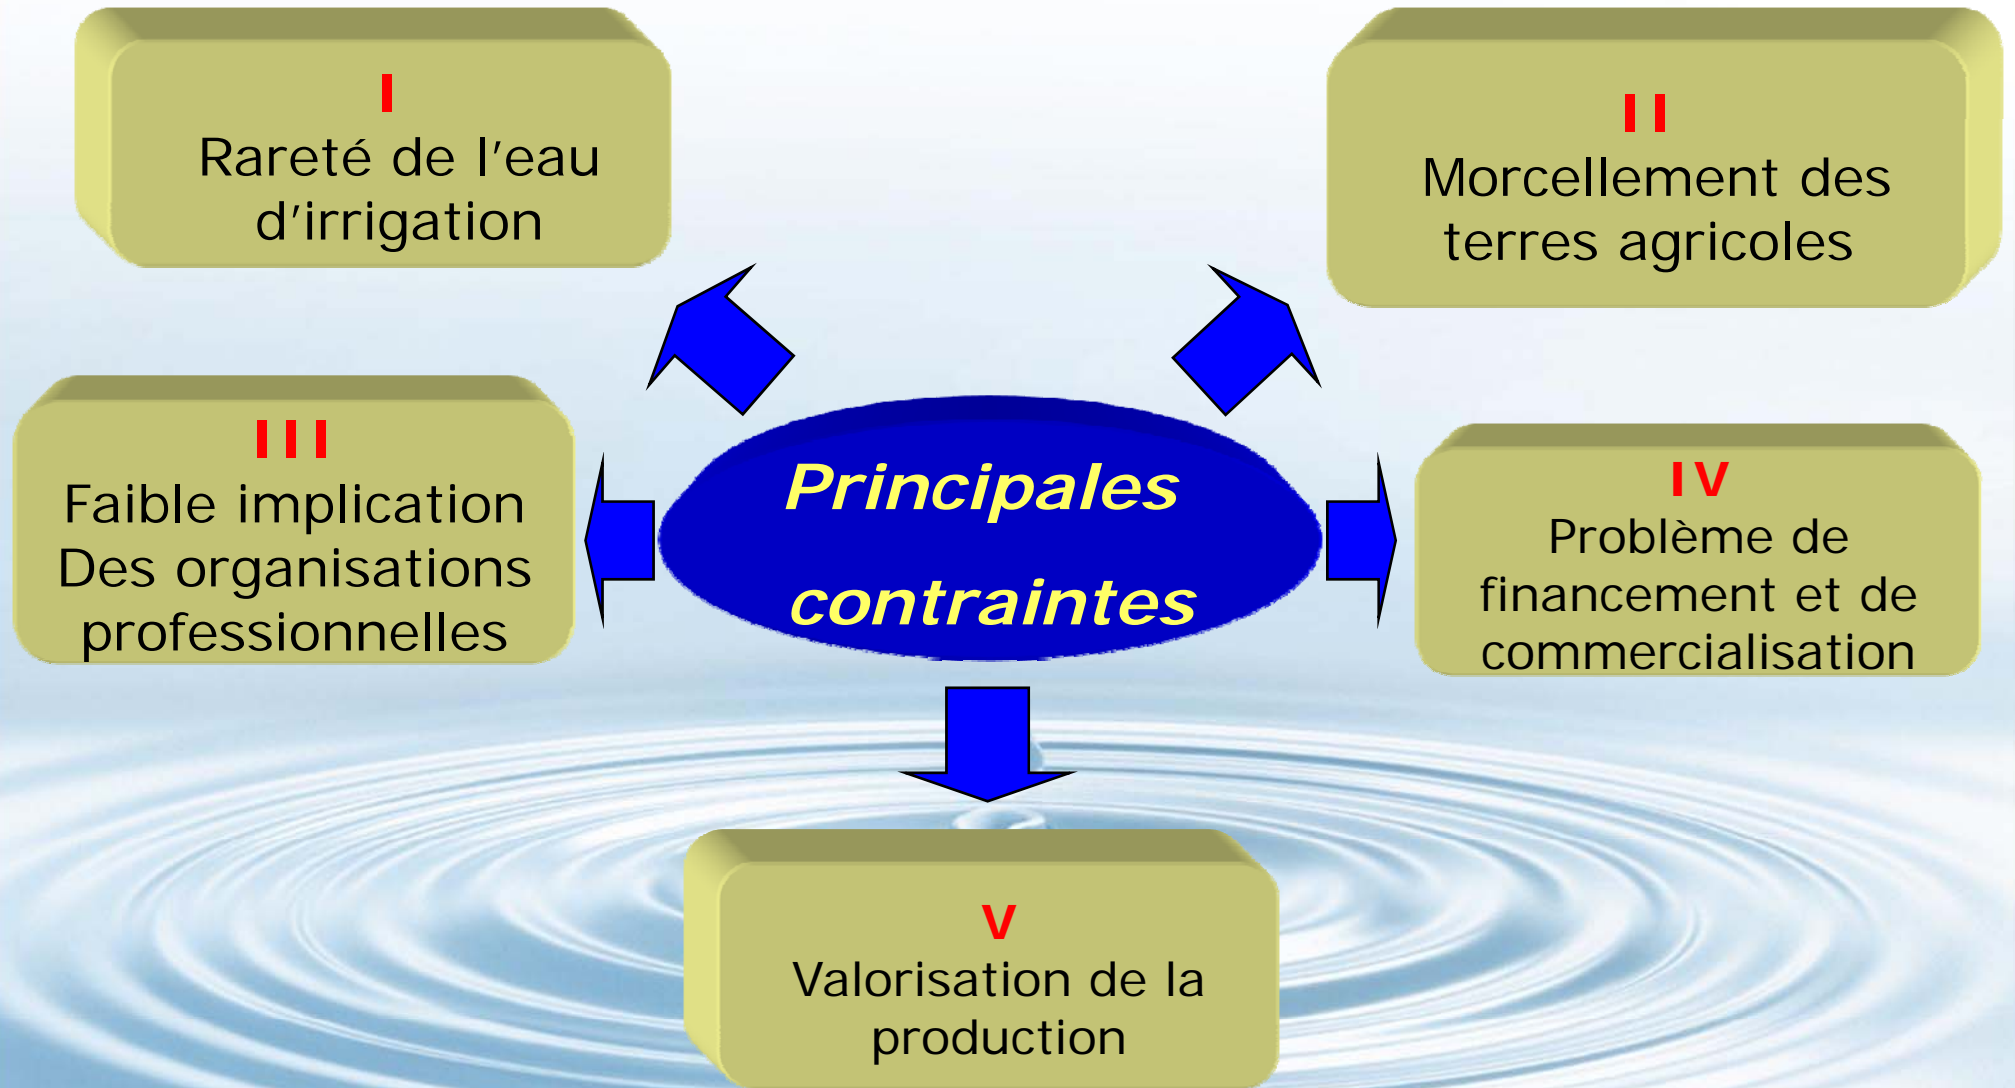 I
Rareté de l'eau
d'irrigation
II
Morcellement des
terres agricoles
III
Faible implication
Des organisations
professionnelles
Principales
contraintes
IV
Problème de
financement et de
commercialisation
V
Valorisation de la
production